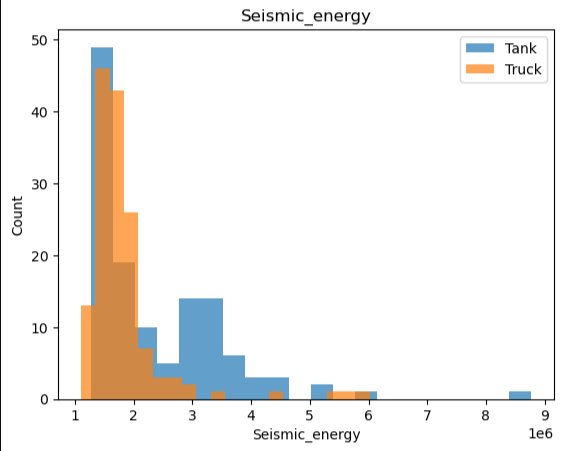 Seismic_energy
50
40
30
20
10
0
Count
Tank
Truck
1 2 3 4 5 6 7 8 9
1e6
Seismic_energy